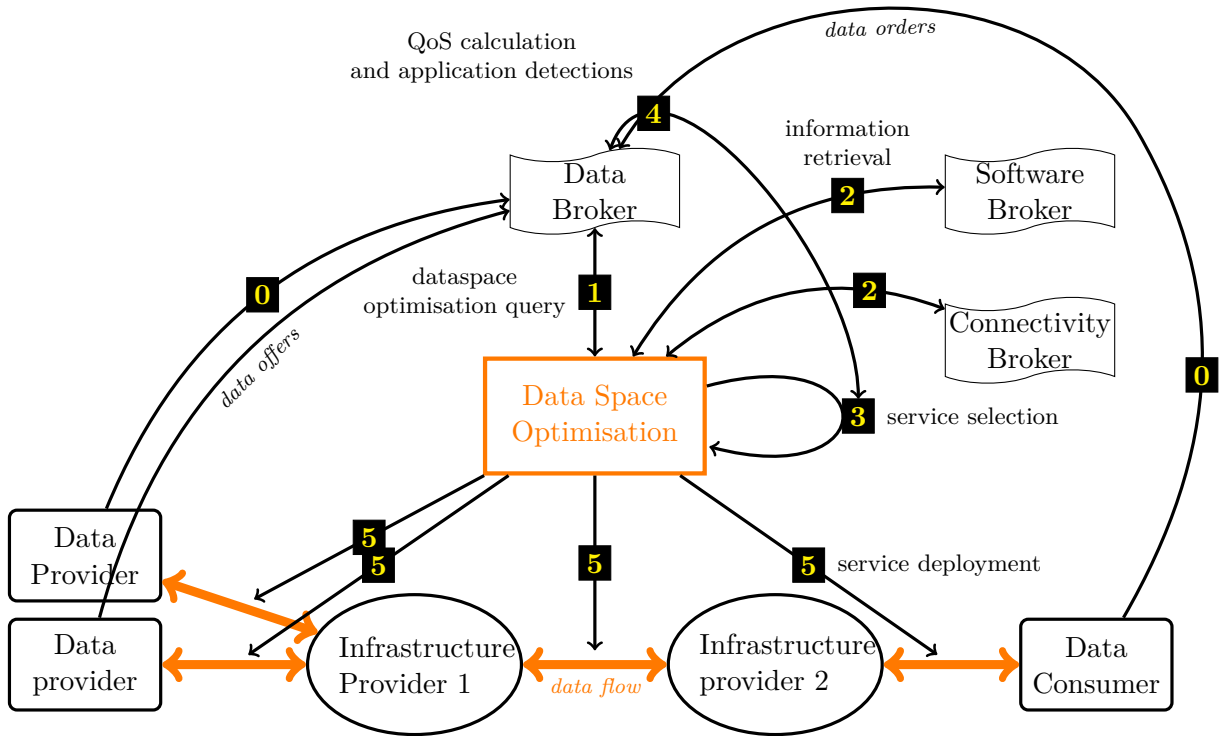 data orders
QoS calculation
and application detections
4
information
retrieval
Data
Broker
2
Software
Broker
0
dataspace
optimisation query
1
2
Connectivity
Broker
data offers
0
Data Space
Optimisation
3
service selection
Data
Provider
5
5
5
5
service deployment
Data
provider
Infrastructure
Provider 1
data flow
Infrastructure
provider 2
Data
Consumer